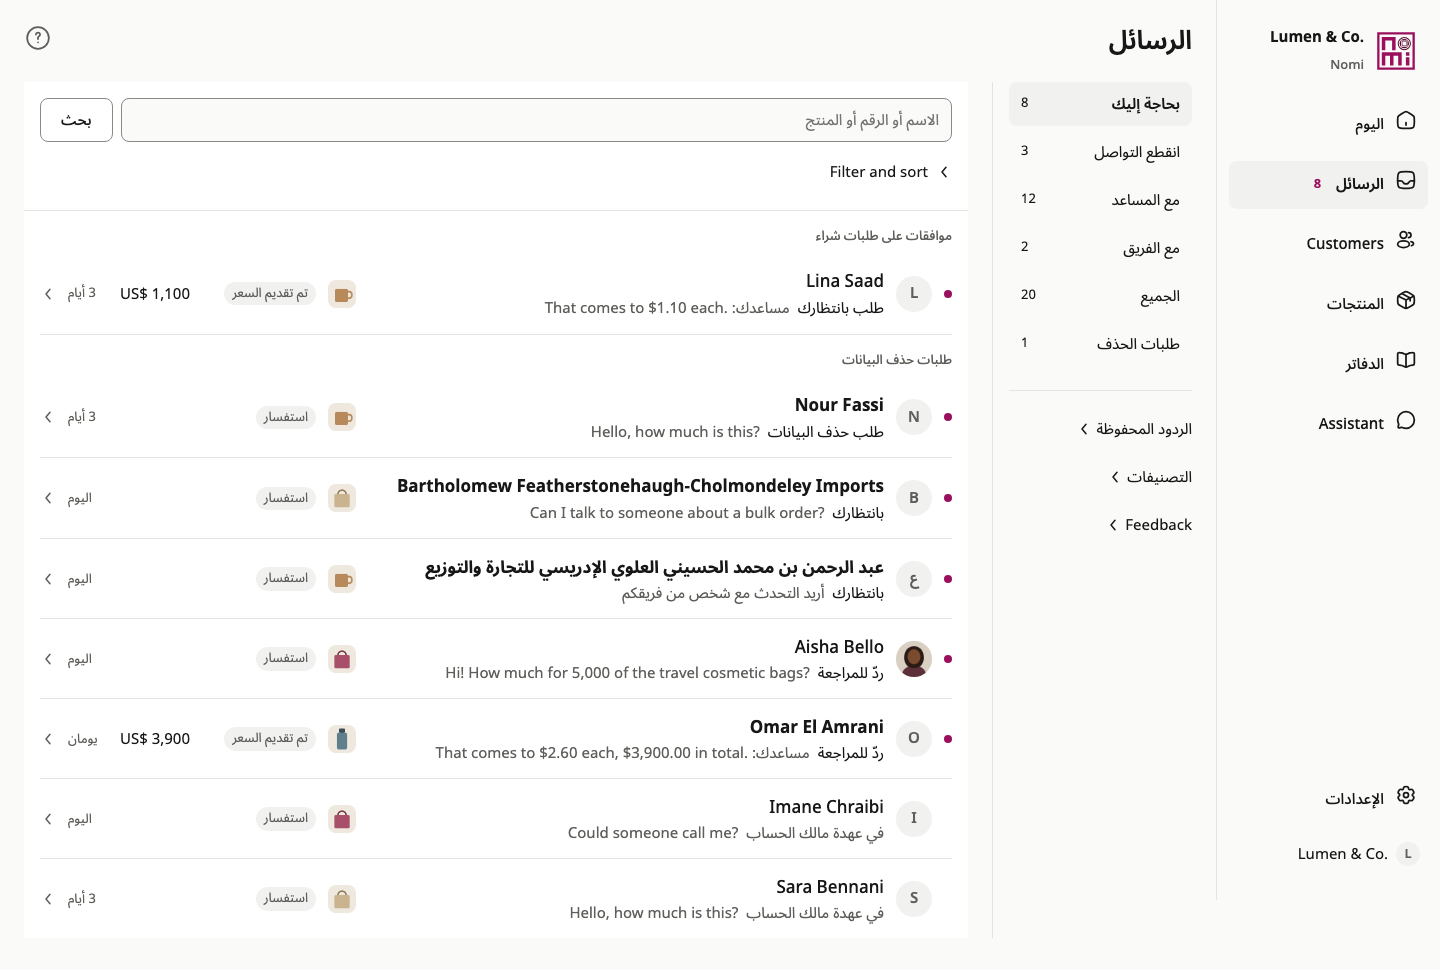 Lumen & Co.
Nomi
اليوم
الرسائل 8
Customers
المنتجات
الدفاتر
Assistant
الإعدادات
L Lumen & Co.
الرسائل
بحاجة إليك 8
انقطع التواصل 3
مع المساعد 12
مع الفريق 2
الجميع 20
طلبات الحذف 1
الردود المحفوظة
التصنيفات
Feedback
الاسم أو الرقم أو المنتج
بحث
Filter and sort
موافقات على طلبات شراء
L Lina Saad
طلب بانتظارك مساعدك: That comes to $1.10 each.
تم تقديم السعر US$ 1,100 3 أيام
طلبات حذف البيانات
N Nour Fassi
طلب حذف البيانات Hello, how much is this?
استفسار 3 أيام
B Bartholomew Featherstonehaugh-Cholmondeley Imports
بانتظارك Can I talk to someone about a bulk order?
استفسار اليوم
ع عبد الرحمن بن محمد الحسيني العلوي الإدريسي للتجارة والتوزيع
بانتظارك أريد التحدث مع شخص من فريقكم
استفسار اليوم
Aisha Bello
ردّ للمراجعة Hi! How much for 5,000 of the travel cosmetic bags?
استفسار اليوم
O Omar El Amrani
ردّ للمراجعة مساعدك: That comes to $2.60 each, $3,900.00 in total.
تم تقديم السعر US$ 3,900 يومان
I Imane Chraibi
في عهدة مالك الحساب Could someone call me?
استفسار اليوم
S Sara Bennani
في عهدة مالك الحساب Hello, how much is this?
استفسار 3 أيام